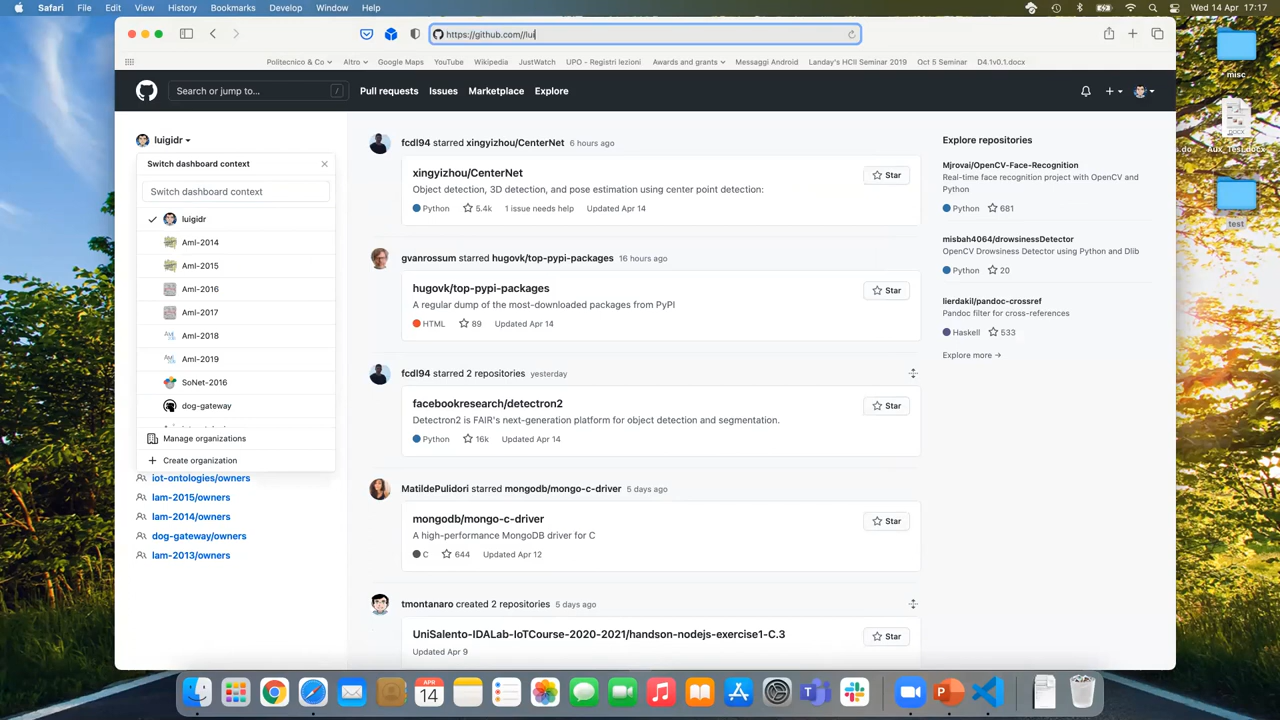 Safari File Edit View History Bookmarks Develop Window Help Wed 14 Apr 17:17
https://github.com//lui
Politecnico & Co Altro Google Maps YouTube Wikipedia JustWatch UPO - Registri lezioni Awards and grants Messaggi Android Landay's HCII Seminar 2019 Oct 5 Seminar D4.1v0.1.docx
misc
Search or jump to... / Pull requests Issues Marketplace Explore
DOCX
luigidr
Switch dashboard context
Switch dashboard context
luigidr
AmI-2014
AmI-2015
AmI-2016
AmI-2017
AmI-2018
AmI-2019
SoNet-2016
dog-gateway
Manage organizations
Create organization
iot-ontologies/owners
lam-2015/owners
lam-2014/owners
dog-gateway/owners
lam-2013/owners
fcdl94 starred xingyizhou/CenterNet 6 hours ago
xingyizhou/CenterNet Star
Object detection, 3D detection, and pose estimation using center point detection:
Python 5.4k 1 issue needs help Updated Apr 14
gvanrossum starred hugovk/top-pypi-packages 16 hours ago
hugovk/top-pypi-packages Star
A regular dump of the most-downloaded packages from PyPI
HTML 89 Updated Apr 14
fcdl94 starred 2 repositories yesterday
facebookresearch/detectron2 Star
Detectron2 is FAIR's next-generation platform for object detection and segmentation.
Python 16k Updated Apr 14
MatildePulidori starred mongodb/mongo-c-driver 5 days ago
mongodb/mongo-c-driver Star
A high-performance MongoDB driver for C
C 644 Updated Apr 12
tmontanaro created 2 repositories 5 days ago
UniSalento-IDALab-IoTCourse-2020-2021/handson-nodejs-exercise1-C.3 Star
Updated Apr 9
Explore repositories
Mjrovai/OpenCV-Face-Recognition
Real-time face recognition project with OpenCV and
Python
Python 681
misbah4064/drowsinessDetector
OpenCV Drowsiness Detector using Python and Dlib
Python 20
lierdakil/pandoc-crossref
Pandoc filter for cross-references
Haskell 533
Explore more →
test
APR
14